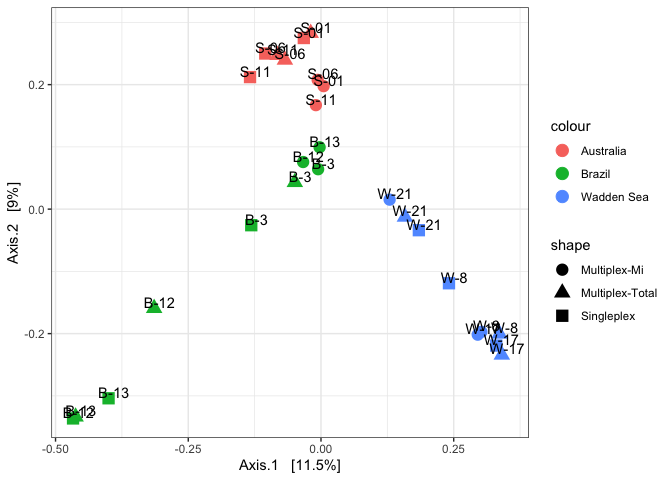 S-01
S-01
S-06
S-11
S-06
S-11
S-06
S-01
S-11
B-13
B-12
B-3
B-3
B-3
W-21
W-21
W-21
W-8
B-12
W-8
W-17
W-17
B-13
B-13
B-12
0.2
0.0
-0.2
-0.50
-0.25
0.00
0.25
Axis.1 [11.5%]
Axis.2 [9%]
colour
Australia
Brazil
Wadden Sea
shape
Multiplex-Mi
Multiplex-Total
Singleplex